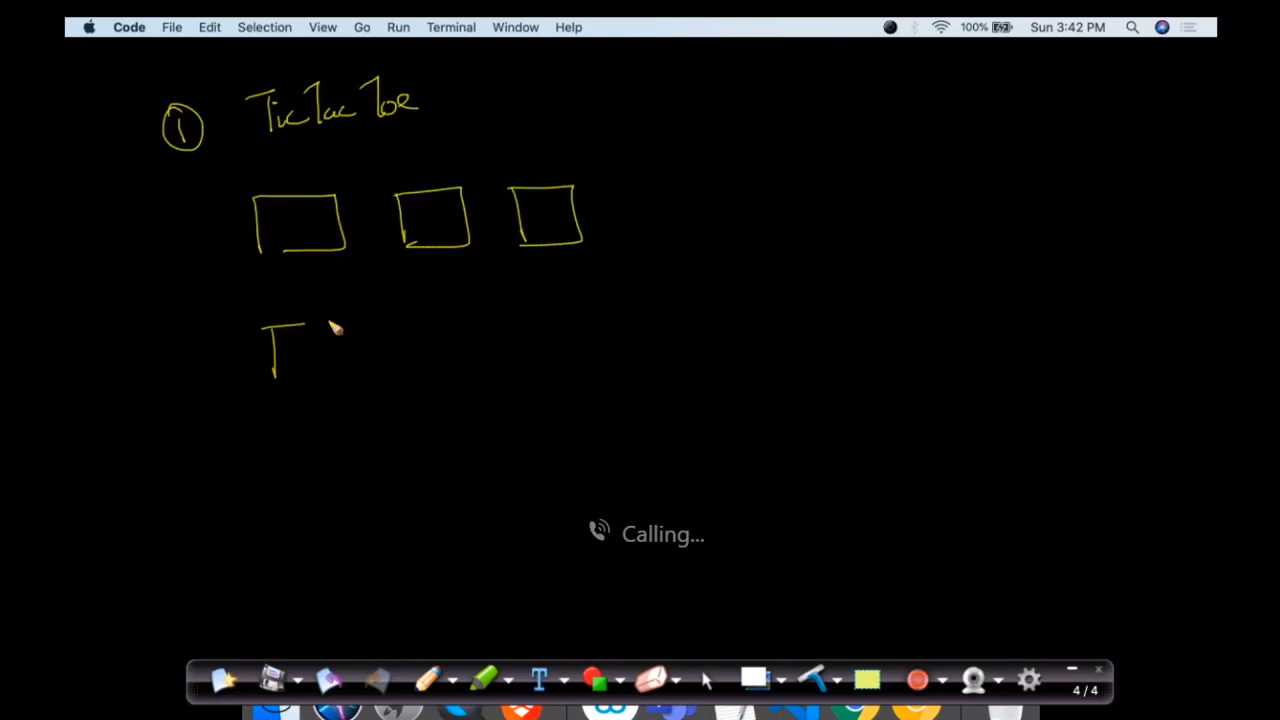 Code File Edit Selection View Go Run Terminal Window Help 100% Sun 3:42 PM
1 TicTacToe
Calling...
T
4 / 4